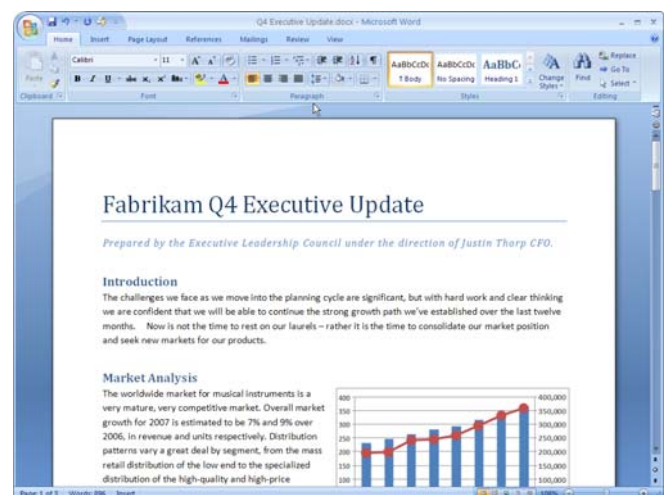 Q4 Executive Update.docx - Microsoft Word
Home Insert Page Layout References Mailings Review View
Calibri 11
AaBbCcDc AaBbCcDc AaBbC
Replace
Go To
Select
Paste
B I U abc x, x' Aa
¶ Body No Spacing Heading 1
Change Styles
Find
Clipboard Font Paragraph Styles Editing
Fabrikam Q4 Executive Update
Prepared by the Executive Leadership Council under the direction of Justin Thorp CFO.
Introduction
The challenges we face as we move into the planning cycle are significant, but with hard work and clear thinking
we are confident that we will be able to continue the strong growth path we've established over the last twelve
months. Now is not the time to rest on our laurels – rather it is the time to consolidate our market position
and seek new markets for our products.
Market Analysis
The worldwide market for musical instruments is a
very mature, very competitive market. Overall market
growth for 2007 is estimated to be 7% and 9% over
2006, in revenue and units respectively. Distribution
patterns vary a great deal by segment, from the mass
retail distribution of the low end to the specialized
distribution of the high-quality and high-price
400 400,000
350 350,000
300 300,000
250 250,000
200 200,000
150 150,000
100 100,000
Page 1 of 2 Words: 896 Insert 100%